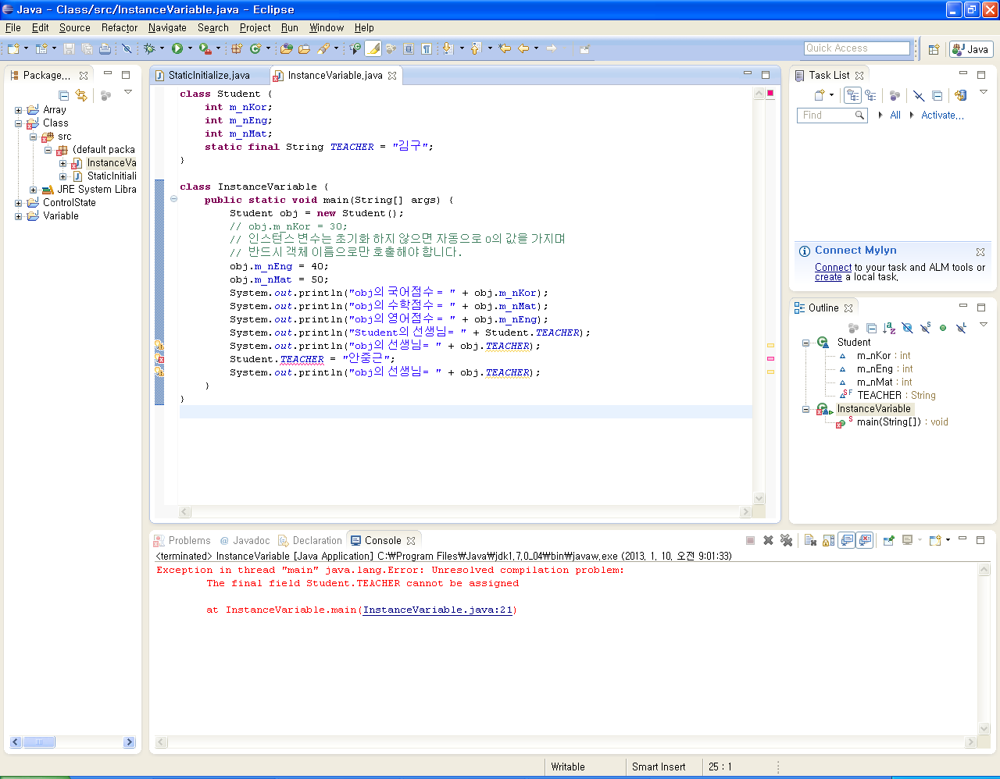 Java - Class/src/InstanceVariable.java - Eclipse
File Edit Source Refactor Navigate Search Project Run Window Help
Quick Access
Java
Package...
Array
Class
src
(default packa
InstanceVa
StaticInitiali
JRE System Libra
ControlState
Variable
StaticInitialize.java
InstanceVariable.java
class Student {
int m_nKor;
int m_nEng;
int m_nMat;
static final String TEACHER = "김구";
}
class InstanceVariable {
public static void main(String[] args) {
Student obj = new Student();
// obj.m_nKor = 30;
// 인스턴스 변수는 초기화 하지 않으면 자동으로 0의 값을 가지며
// 반드시 객체 이름으로만 호출해야 합니다.
obj.m_nEng = 40;
obj.m_nMat = 50;
System.out.println("obj의 국어점수 = " + obj.m_nKor);
System.out.println("obj의 수학점수 = " + obj.m_nMat);
System.out.println("obj의 영어점수 = " + obj.m_nEng);
System.out.println("Student의 선생님= " + Student.TEACHER);
System.out.println("obj의 선생님= " + obj.TEACHER);
Student.TEACHER = "안중근";
System.out.println("obj의 선생님= " + obj.TEACHER);
}
}
Task List
Find
All
Activate...
Connect Mylyn
Connect to your task and ALM tools or
create a local task.
Outline
Student
m_nKor : int
m_nEng : int
m_nMat : int
TEACHER : String
InstanceVariable
main(String[]) : void
Problems
@ Javadoc
Declaration
Console
<terminated> InstanceVariable [Java Application] C:₩Program Files₩Java₩jdk1.7.0_04₩bin₩javaw.exe (2013. 1. 10. 오전 9:01:33)
Exception in thread "main" java.lang.Error: Unresolved compilation problem:
The final field Student.TEACHER cannot be assigned
at InstanceVariable.main(InstanceVariable.java:21)
Writable
Smart Insert
25 : 1